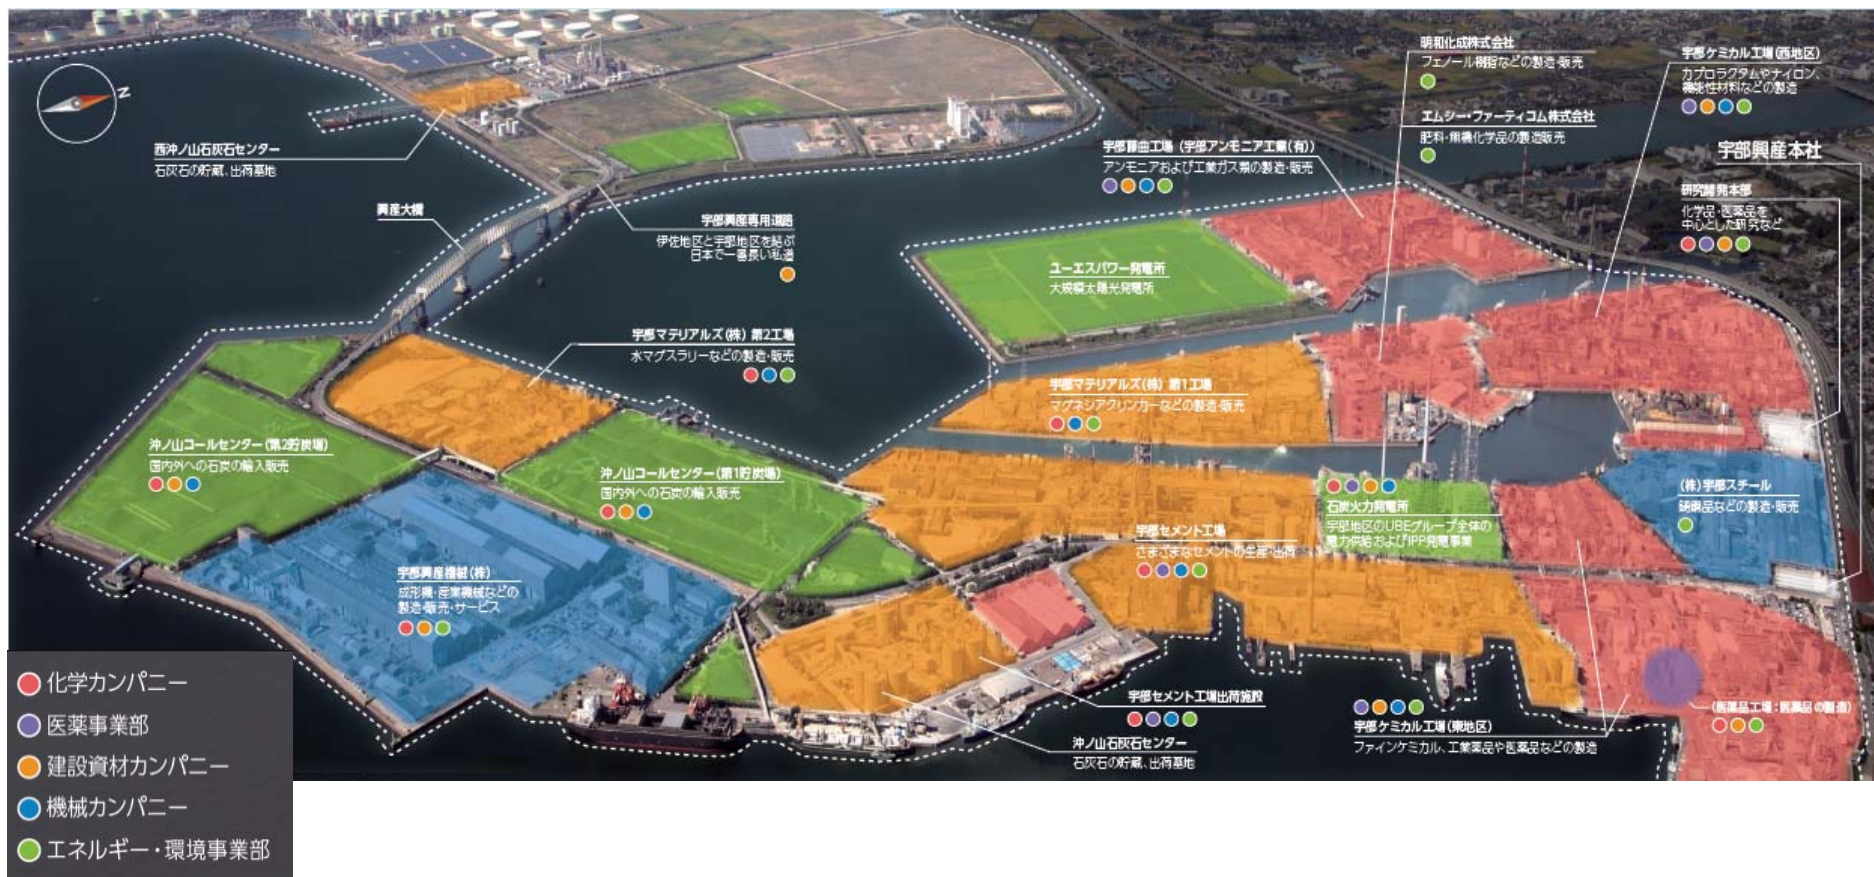 N
西沖ノ山石灰石センター
石灰石の貯蔵、出荷基地
興産大橋
宇部興産専用道路
伊佐地区と宇部地区を結ぶ
日本で一番長い私道
宇部マテリアルズ(株) 第2工場
水マグスラリーなどの製造・販売
沖ノ山コールセンター(第2貯炭場)
国内外への石炭の輸入販売
沖ノ山コールセンター(第1貯炭場)
国内外への石炭の輸入販売
宇部興産機械(株)
成形機・産業機械などの
製造・販売・サービス
明和化成株式会社
フェノール樹脂などの製造・販売
エムシー・ファーティコム株式会社
肥料・無機化学品の製造販売
宇部ケミカル工場(西地区)
カプロラクタムやナイロン、
機能性材料などの製造
宇部興産本社
研究開発本部
化学品・医薬品を
中心とした研究など
宇部藤曲工場 (宇部アンモニア工業(有))
アンモニアおよび工業ガス類の製造・販売
ユーエスパワー発電所
大規模太陽光発電所
宇部マテリアルズ(株) 第1工場
マグネシアクリンカーなどの製造・販売
宇部セメント工場
さまざまなセメントの生産・出荷
石炭火力発電所
宇部地区のUBEグループ全体の
電力供給およびIPP発電事業
(株)宇部スチール
鋳鋼品などの製造・販売
宇部セメント工場出荷施設
沖ノ山石灰石センター
石灰石の貯蔵、出荷基地
宇部ケミカル工場(東地区)
ファインケミカル、工業薬品や医薬品などの製造
(医薬品工場:医薬品の製造)
化学カンパニー
医薬事業部
建設資材カンパニー
機械カンパニー
エネルギー・環境事業部